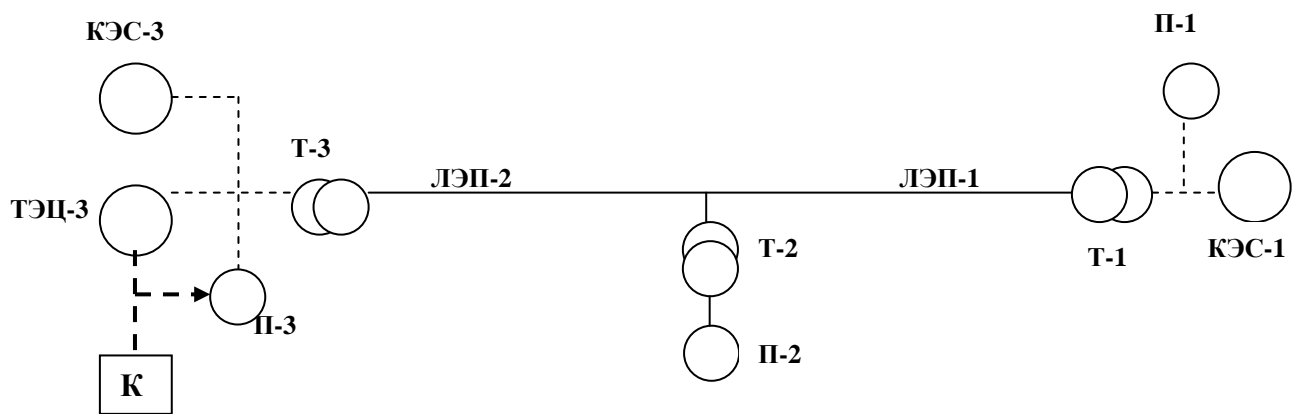 П-1
КЭС-3
Т-3
ЛЭП-2
ЛЭП-1
ТЭЦ-3
Т-2
Т-1
КЭС-1
П-3
П-2
К